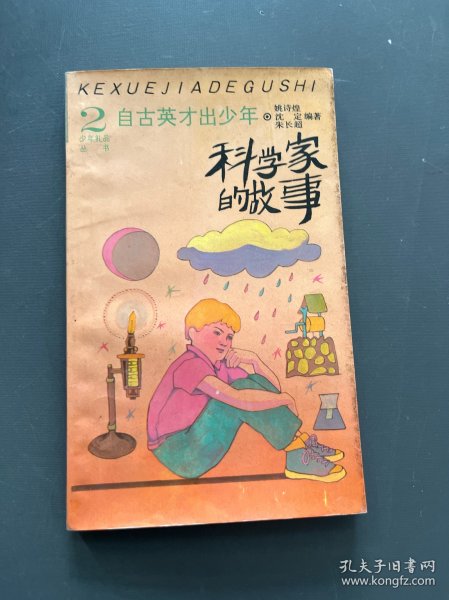 KEXUEJIADEGUSHI
2
少年礼品
丛书
自古英才出少年
姚诗煌
沈定 编著
朱长超
科学家
的故事
孔夫子旧书网
www.kongfz.com